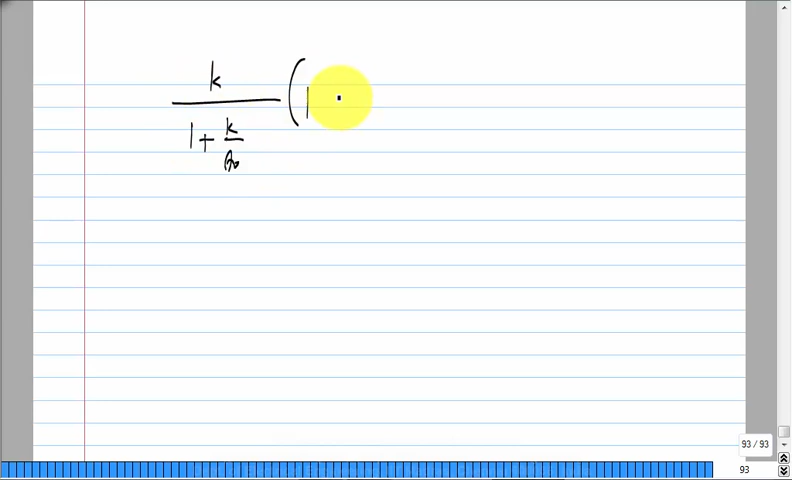 k
――― (1
1 + k/A₀
93 / 93
93